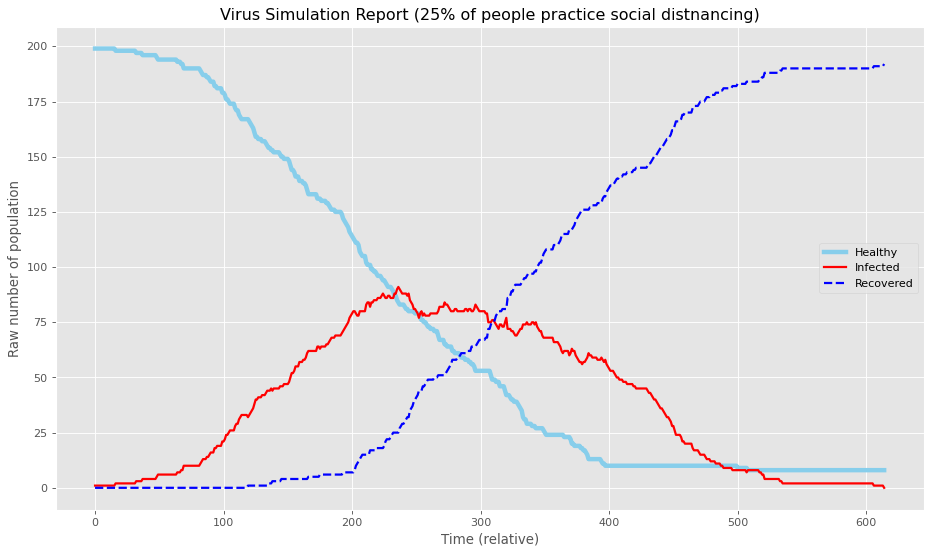 Virus Simulation Report (25% of people practice social distnancing)
Raw number of population
200
175
150
125
100
75
50
25
0
Healthy
Infected
Recovered
0 100 200 300 400 500 600
Time (relative)